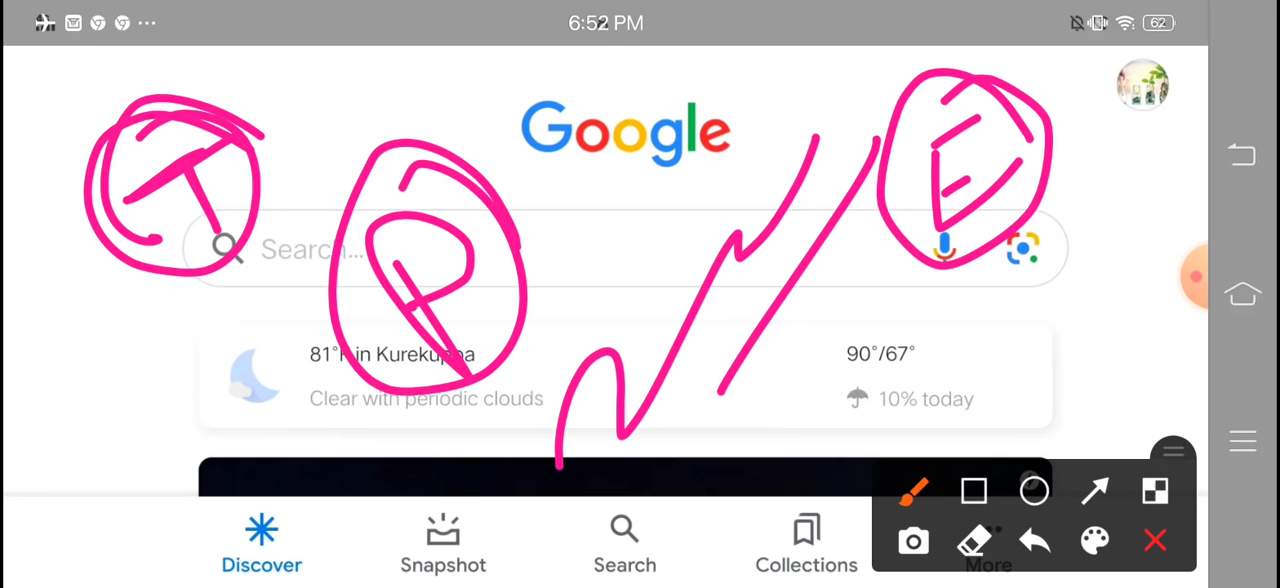 6:52 PM
62
Google
T
P
E
Search...
81°F in Kurekuppa
90°/67°
Clear with periodic clouds
10% today
Discover
Snapshot
Search
Collections
More